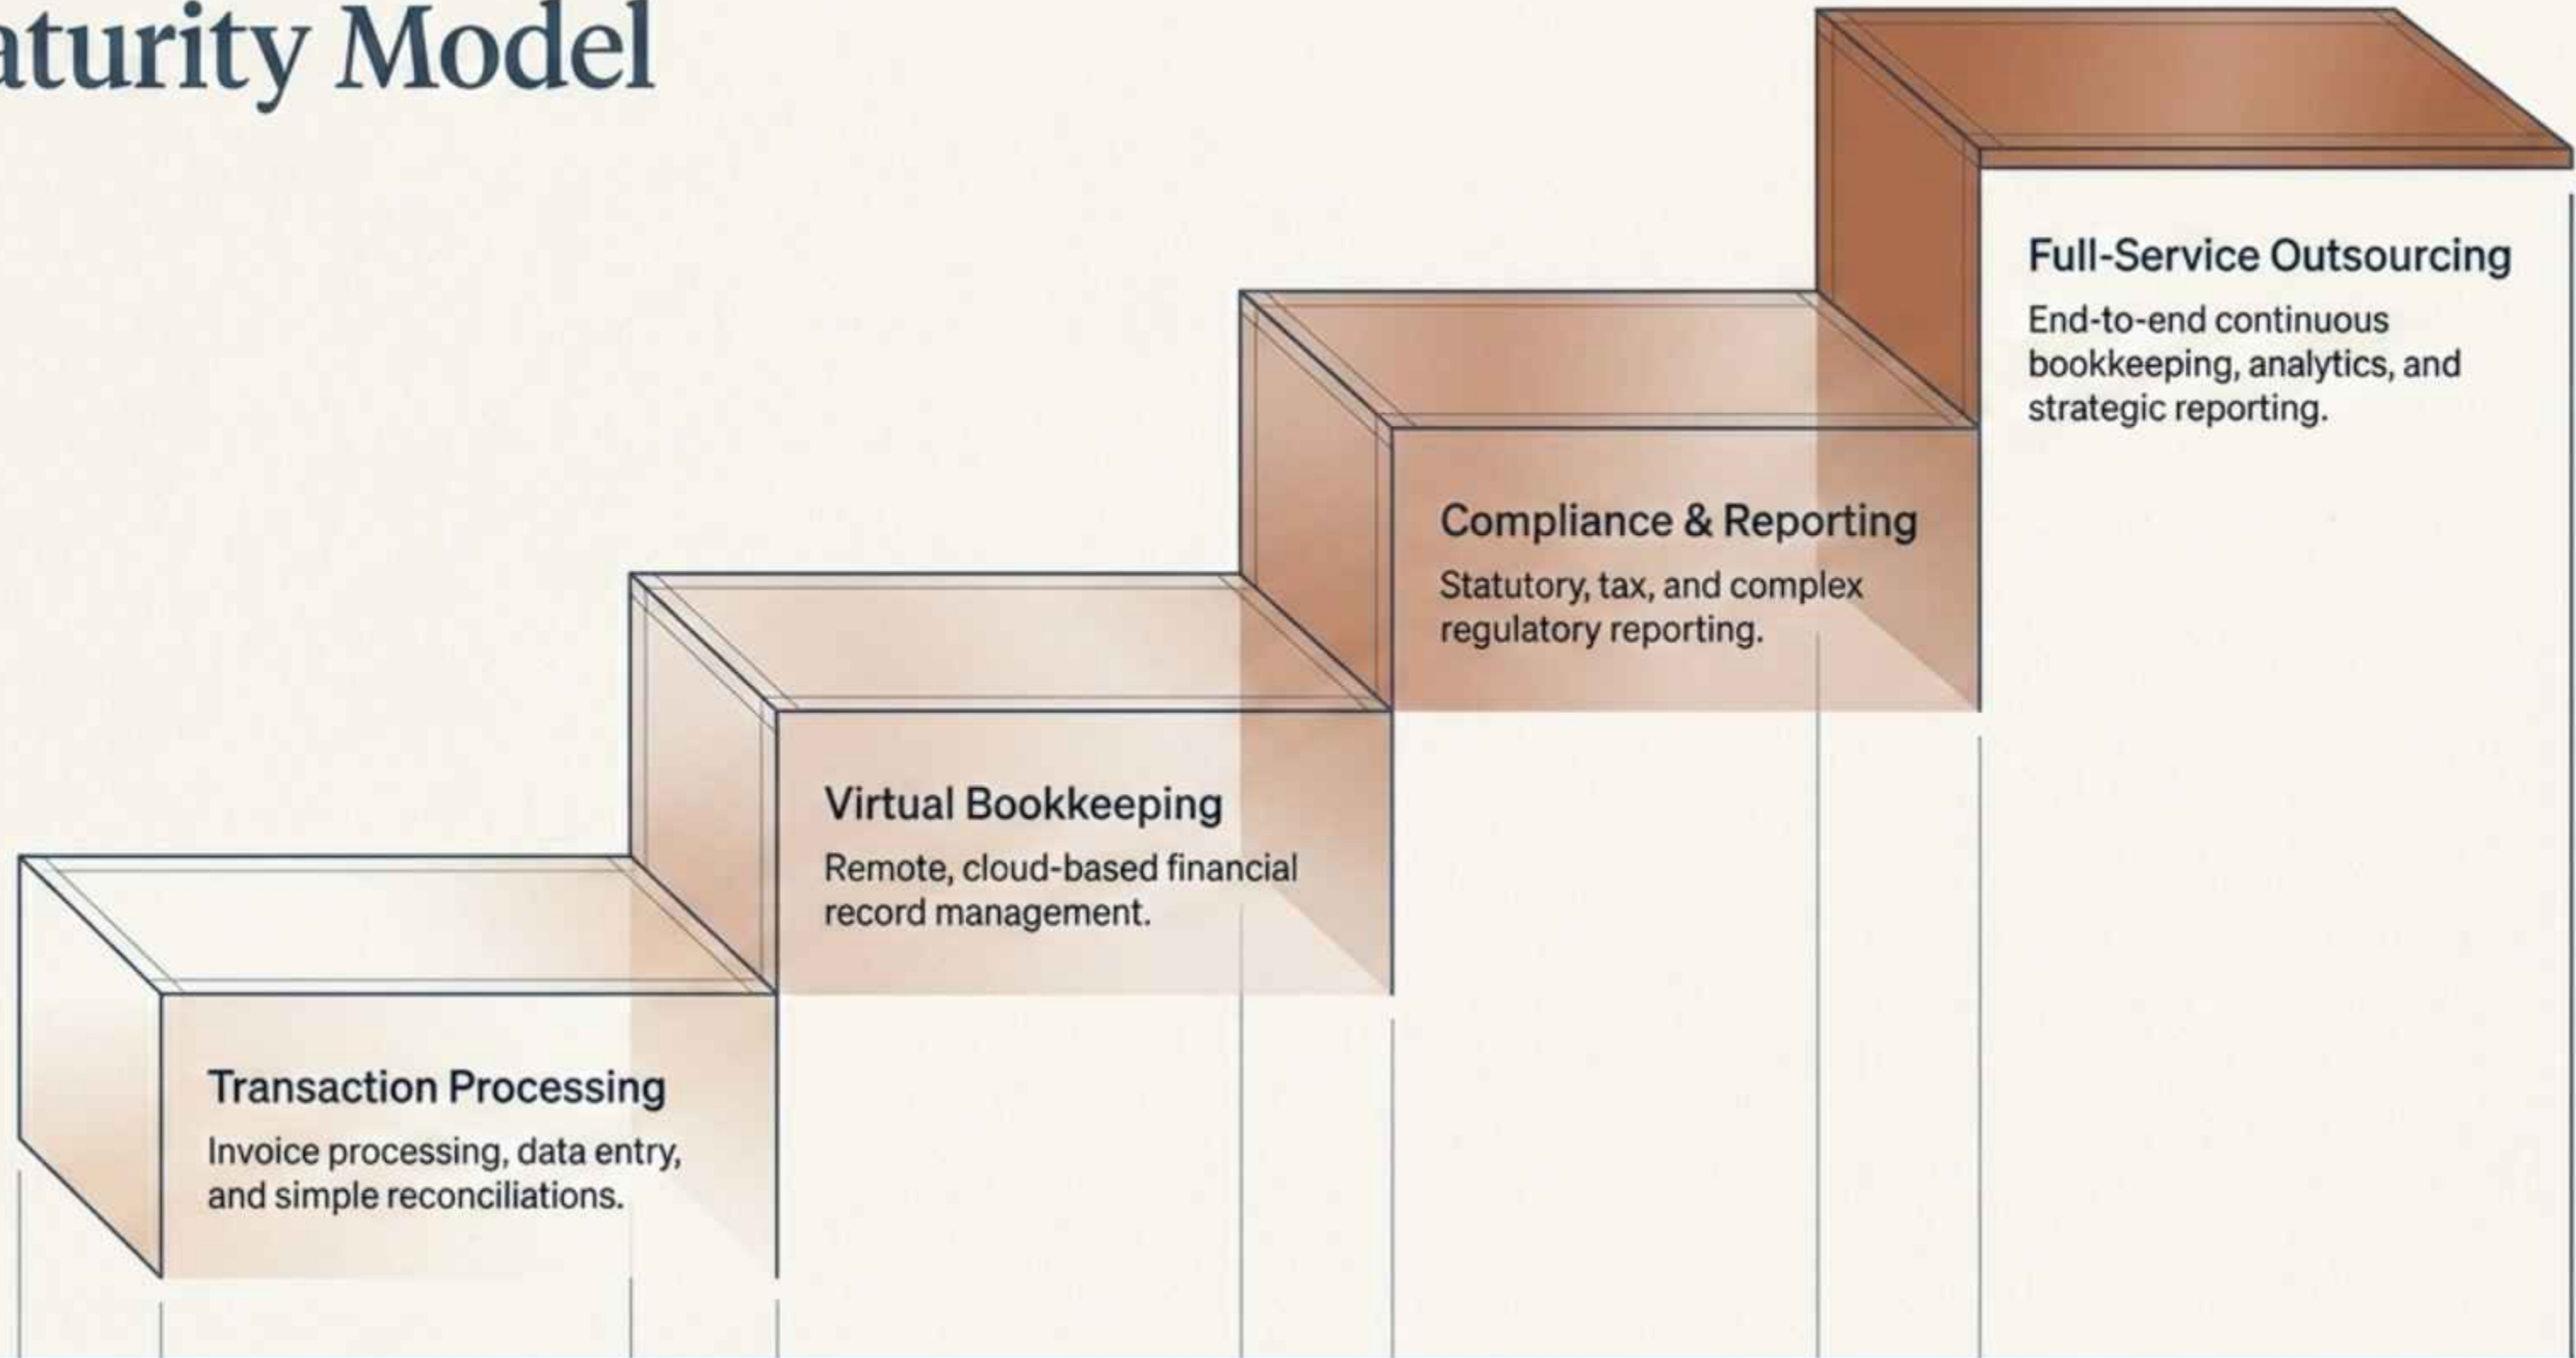 aturity Model
Full-Service Outsourcing
End-to-end continuous
bookkeeping, analytics, and
strategic reporting.
Compliance & Reporting
Statutory, tax, and complex
regulatory reporting.
Virtual Bookkeeping
Remote, cloud-based financial
record management.
Transaction Processing
Invoice processing, data entry,
and simple reconciliations.